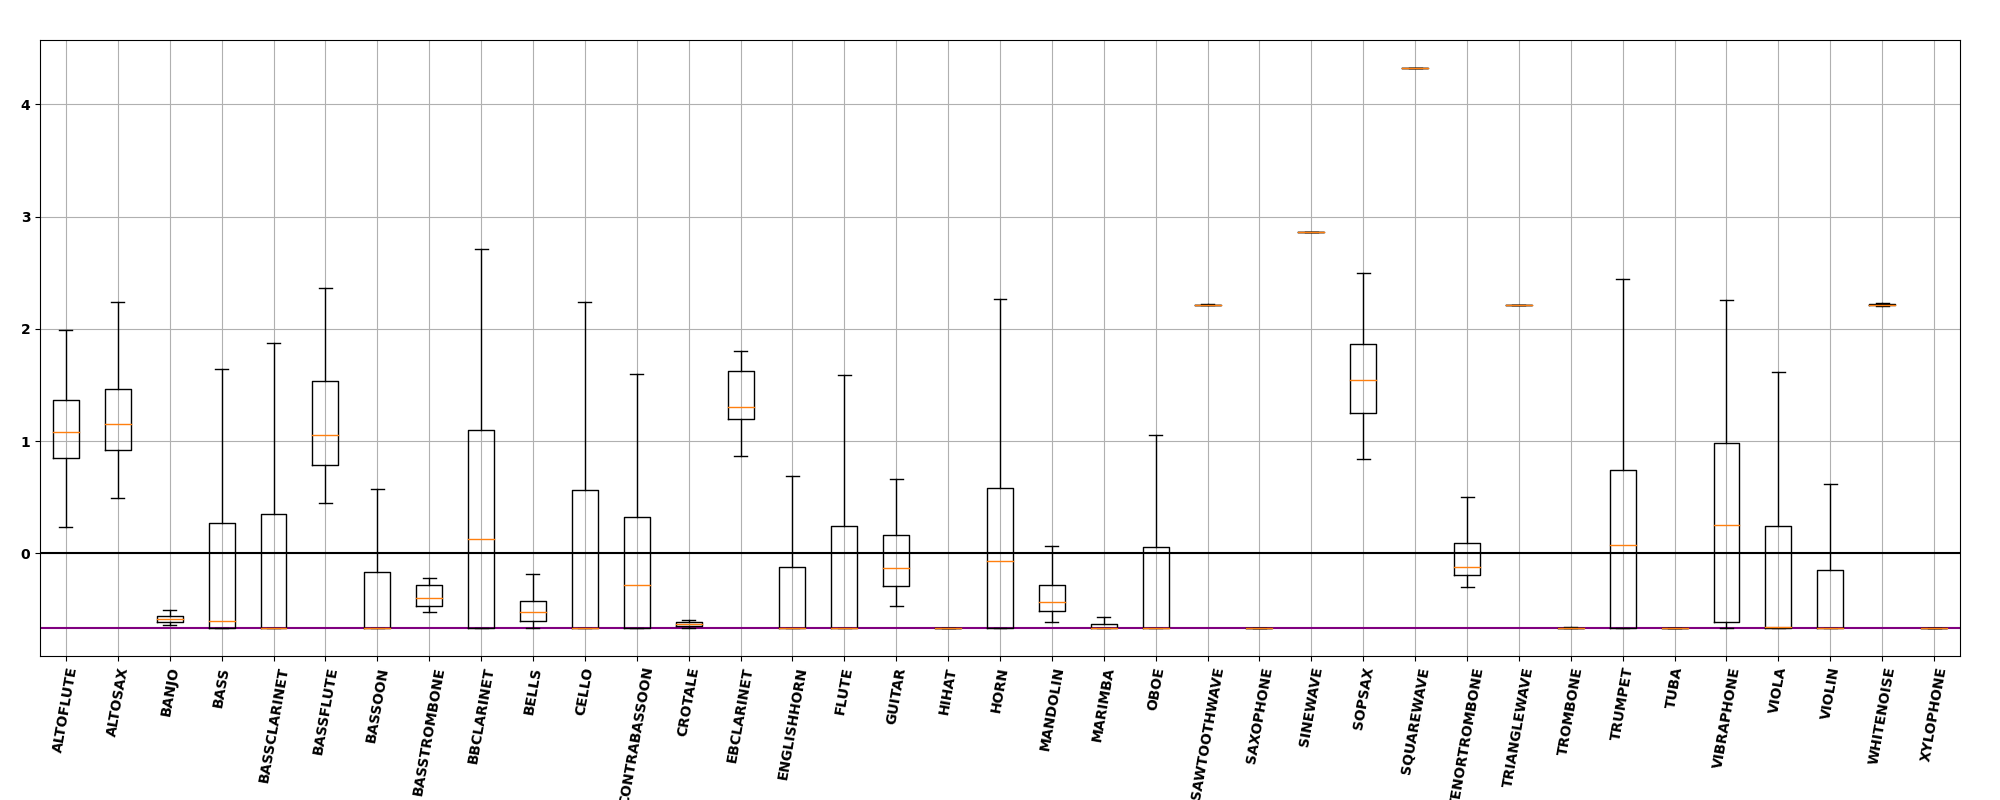 4
3
2
1
0
ALTOFLUTE
ALTOSAX
BANJO
BASS
BASSCLARINET
BASSFLUTE
BASSOON
BASSTROMBONE
BBCLARINET
BELLS
CELLO
CONTRABASSOON
CROTALE
EBCLARINET
ENGLISHHORN
FLUTE
GUITAR
HIHAT
HORN
MANDOLIN
MARIMBA
OBOE
SAWTOOTHWAVE
SAXOPHONE
SINEWAVE
SOPSAX
SQUAREWAVE
TENORTROMBONE
TRIANGLEWAVE
TROMBONE
TRUMPET
TUBA
VIBRAPHONE
VIOLA
VIOLIN
WHITENOISE
XYLOPHONE